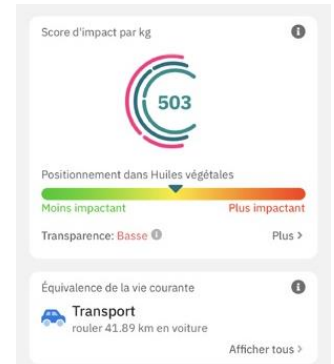 Score d'impact par kg
503
Positionnement dans Huiles végétales
Moins impactant Plus impactant
Transparence: Basse Plus >
Équivalence de la vie courante
Transport
rouler 41.89 km en voiture
Afficher tous >